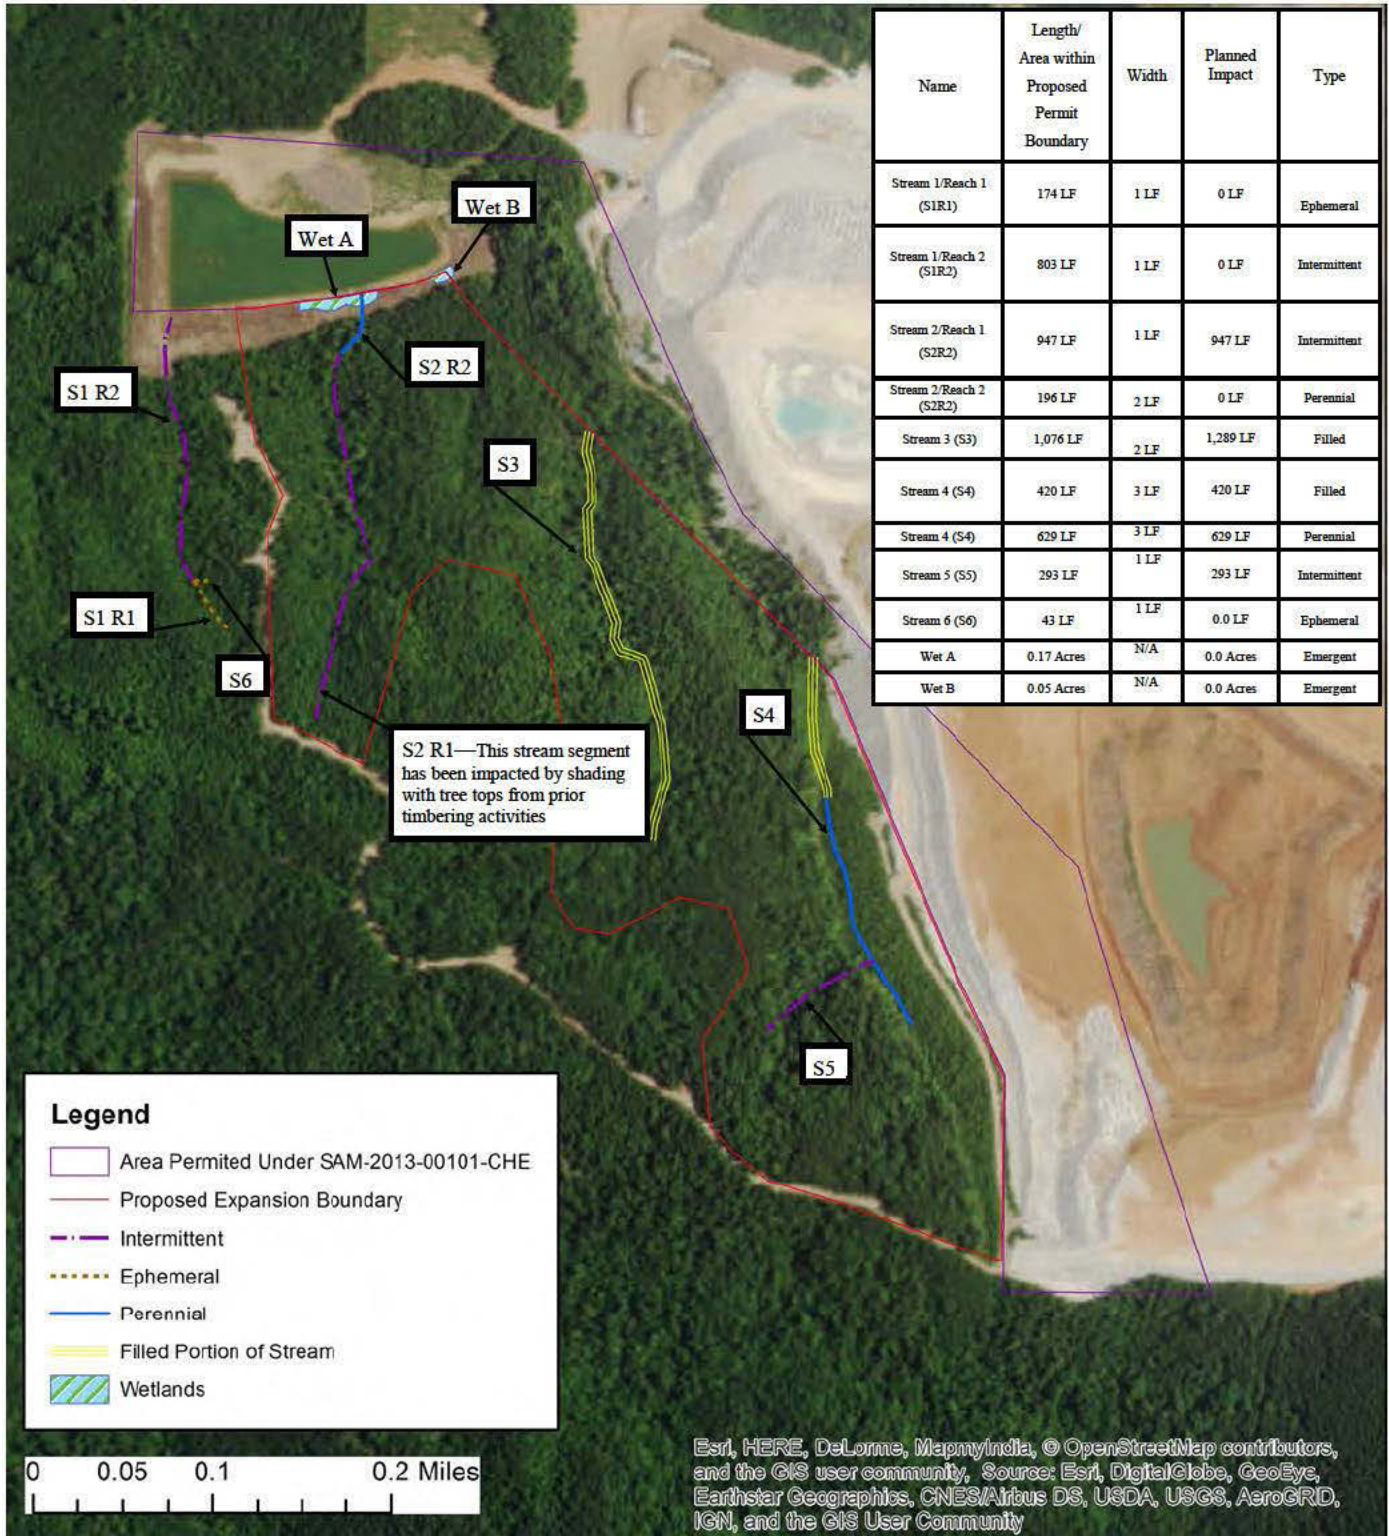 Name
Length/
Area within
Proposed
Permit
Boundary
Width
Planned
Impact
Type
Stream 1/Reach 1
(S1R1)
174 LF
1 LF
0 LF
Ephemeral
Stream 1/Reach 2
(S1R2)
803 LF
1 LF
0 LF
Intermittent
Stream 2/Reach 1
(S2R2)
947 LF
1 LF
947 LF
Intermittent
Stream 2/Reach 2
(S2R2)
196 LF
2 LF
0 LF
Perennial
Stream 3 (S3)
1,076 LF
2 LF
1,289 LF
Filled
Stream 4 (S4)
420 LF
3 LF
420 LF
Filled
Stream 4 (S4)
629 LF
3 LF
629 LF
Perennial
Stream 5 (S5)
293 LF
1 LF
293 LF
Intermittent
Stream 6 (S6)
43 LF
1 LF
0.0 LF
Ephemeral
Wet A
0.17 Acres
N/A
0.0 Acres
Emergent
Wet B
0.05 Acres
N/A
0.0 Acres
Emergent
Wet B
Wet A
S2 R2
S1 R2
S3
S1 R1
S6
S4
S2 R1—This stream segment
has been impacted by shading
with tree tops from prior
timbering activities
S5
Legend
Area Permited Under SAM-2013-00101-CHE
Proposed Expansion Boundary
Intermittent
Ephemeral
Perennial
Filled Portion of Stream
Wetlands
0 0.05 0.1 0.2 Miles
Esri, HERE, DeLorme, MapmyIndia, © OpenStreetMap contributors,
and the GIS user community, Source: Esri, DigitalGlobe, GeoEye,
Earthstar Geographics, CNES/Airbus DS, USDA, USGS, AeroGRID,
IGN, and the GIS User Community